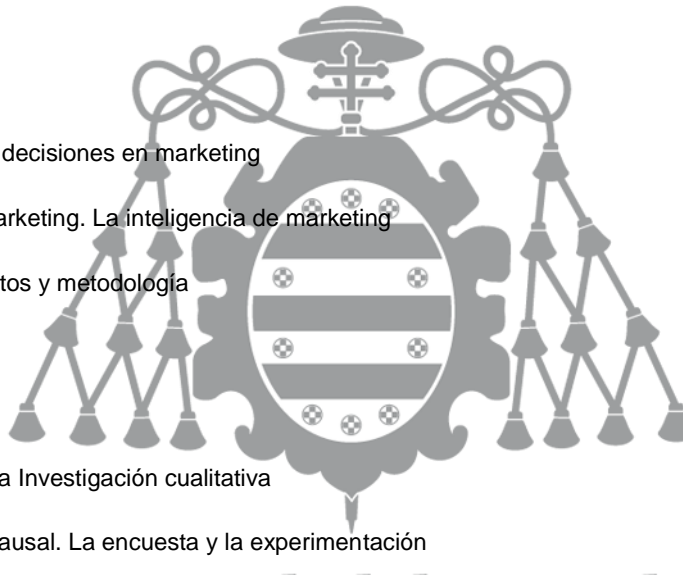 decisiones en marketing
arketing. La inteligencia de marketing
tos y metodología
a Investigación cualitativa
ausal. La encuesta y la experimentación